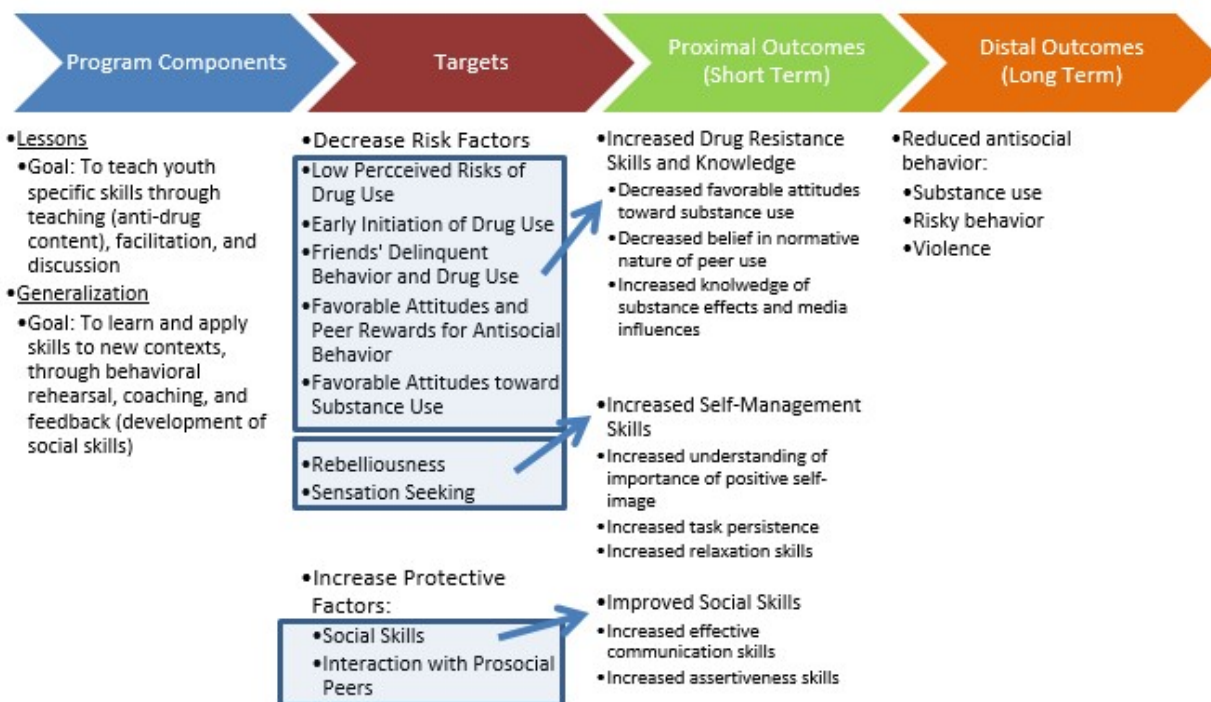 Program Components
Targets
Proximal Outcomes
(Short Term)
Distal Outcomes
(Long Term)
•Lessons
•Goal: To teach youth
specific skills through
teaching (anti-drug
content), facilitation, and
discussion
•Generalization
•Goal: To learn and apply
skills to new contexts,
through behavioral
rehearsal, coaching, and
feedback (development of
social skills)
•Decrease Risk Factors
•Low Percceived Risks of
Drug Use
•Early Initiation of Drug Use
•Friends' Delinquent
Behavior and Drug Use
•Favorable Attitudes and
Peer Rewards for Antisocial
Behavior
•Favorable Attitudes toward
Substance Use
•Rebelliousness
•Sensation Seeking
•Increase Protective
Factors:
•Social Skills
•Interaction with Prosocial
Peers
•Increased Drug Resistance
Skills and Knowledge
•Decreased favorable attitudes
toward substance use
•Decreased belief in normative
nature of peer use
•Increased knolwedge of
substance effects and media
influences
•Increased Self-Management
Skills
•Increased understanding of
importance of positive self-
image
•Increased task persistence
•Increased relaxation skills
•Improved Social Skills
•Increased effective
communication skills
•Increased assertiveness skills
•Reduced antisocial
behavior:
•Substance use
•Risky behavior
•Violence